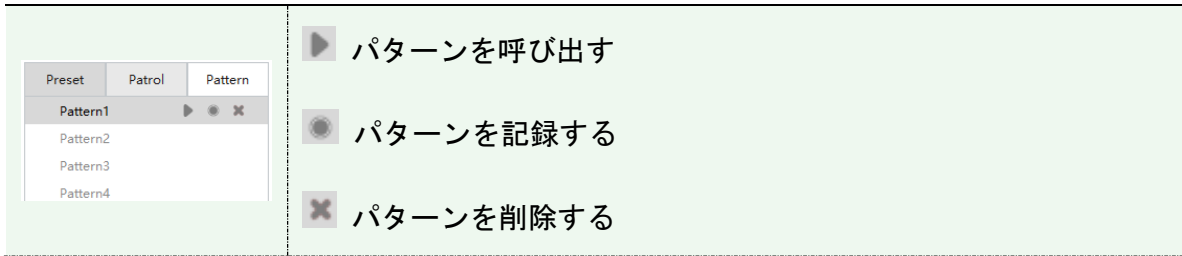 Preset Patrol Pattern
Pattern1
Pattern2
Pattern3
Pattern4
パターンを呼び出す
パターンを記録する
パターンを削除する